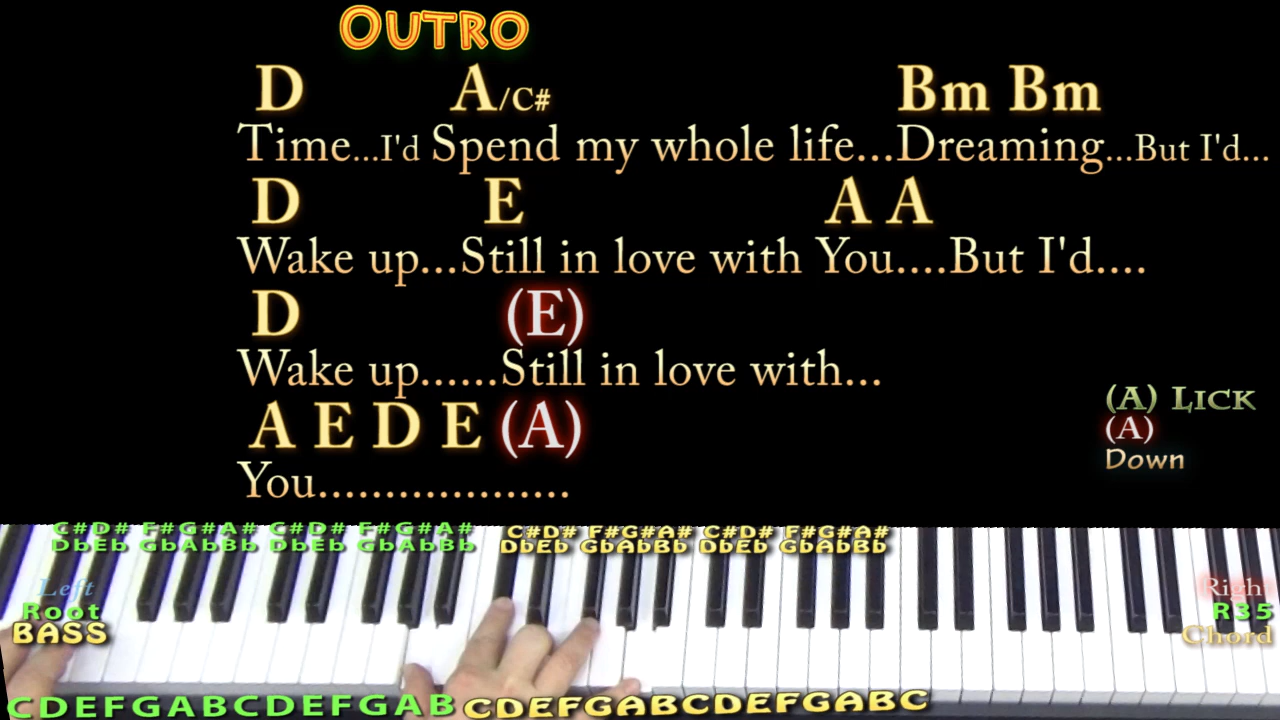 OUTRO
D A/C# Bm Bm
Time...I'd Spend my whole life...Dreaming...But I'd...
D E A A
Wake up...Still in love with You....But I'd....
D (E)
Wake up......Still in love with...
A E D E (A)
You...................
(A) LICK
(A)
Down
C#D# F#G#A# C#D# F#G#A# C#D# F#G#A# C#D# F#G#A#
DbEb GbAbBb DbEb GbAbBb DbEb GbAbBb DbEb GbAbBb
Left
Root
BASS
Right
R35
Chord
CDEFGABCDEFGAB CDEFGABCDEFGABC